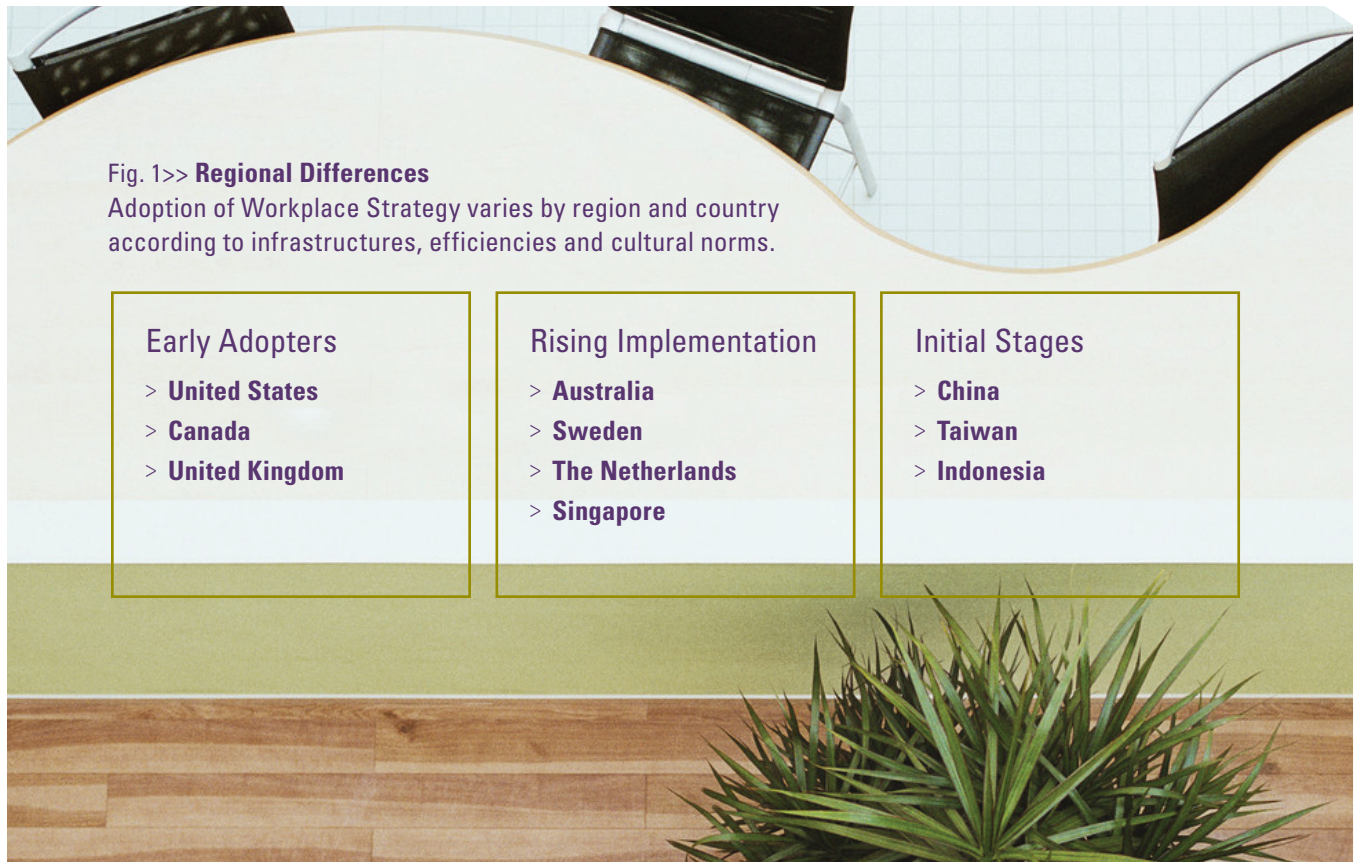 Fig. 1>> Regional Differences
Adoption of Workplace Strategy varies by region and country
according to infrastructures, efficiencies and cultural norms.
Early Adopters
> United States
> Canada
> United Kingdom
Rising Implementation
> Australia
> Sweden
> The Netherlands
> Singapore
Initial Stages
> China
> Taiwan
> Indonesia